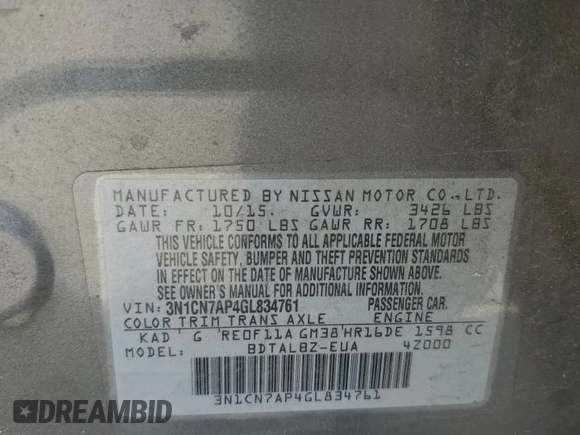 MANUFACTURED BY NISSAN MOTOR CO.,LTD.
DATE: 10/15. GVWR: 3426 LBS
GAWR FR: 1750 LBS GAWR RR: 1708 LBS
THIS VEHICLE CONFORMS TO ALL APPLICABLE FEDERAL MOTOR
VEHICLE SAFETY, BUMPER AND THEFT PREVENTION STANDARDS
IN EFFECT ON THE DATE OF MANUFACTURE SHOWN ABOVE.
SEE OWNER'S MANUAL FOR ADDITIONAL INFORMATION.
VIN: 3N1CN7AP4GL834761 PASSENGER CAR.
COLOR TRIM TRANS AXLE ENGINE
KAD G RE0F11A GM38 HR16DE 1598 CC
MODEL: BDTALBZ-EUA 4Z000
3N1CN7AP4GL834761
AUTOBIDMASTER